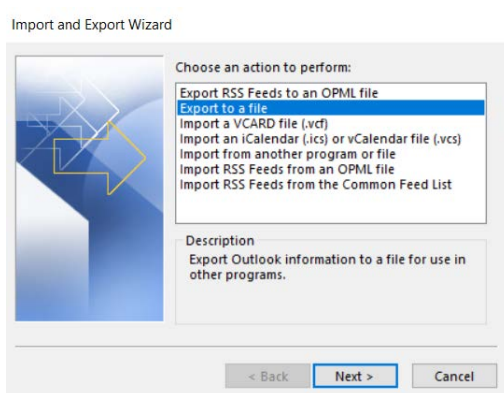 Import and Export Wizard
Choose an action to perform:
Export RSS Feeds to an OPML file
Export to a file
Import a VCARD file (.vcf)
Import an iCalendar (.ics) or vCalendar file (.vcs)
Import from another program or file
Import RSS Feeds from an OPML file
Import RSS Feeds from the Common Feed List
Description
Export Outlook information to a file for use in
other programs.
< Back Next > Cancel